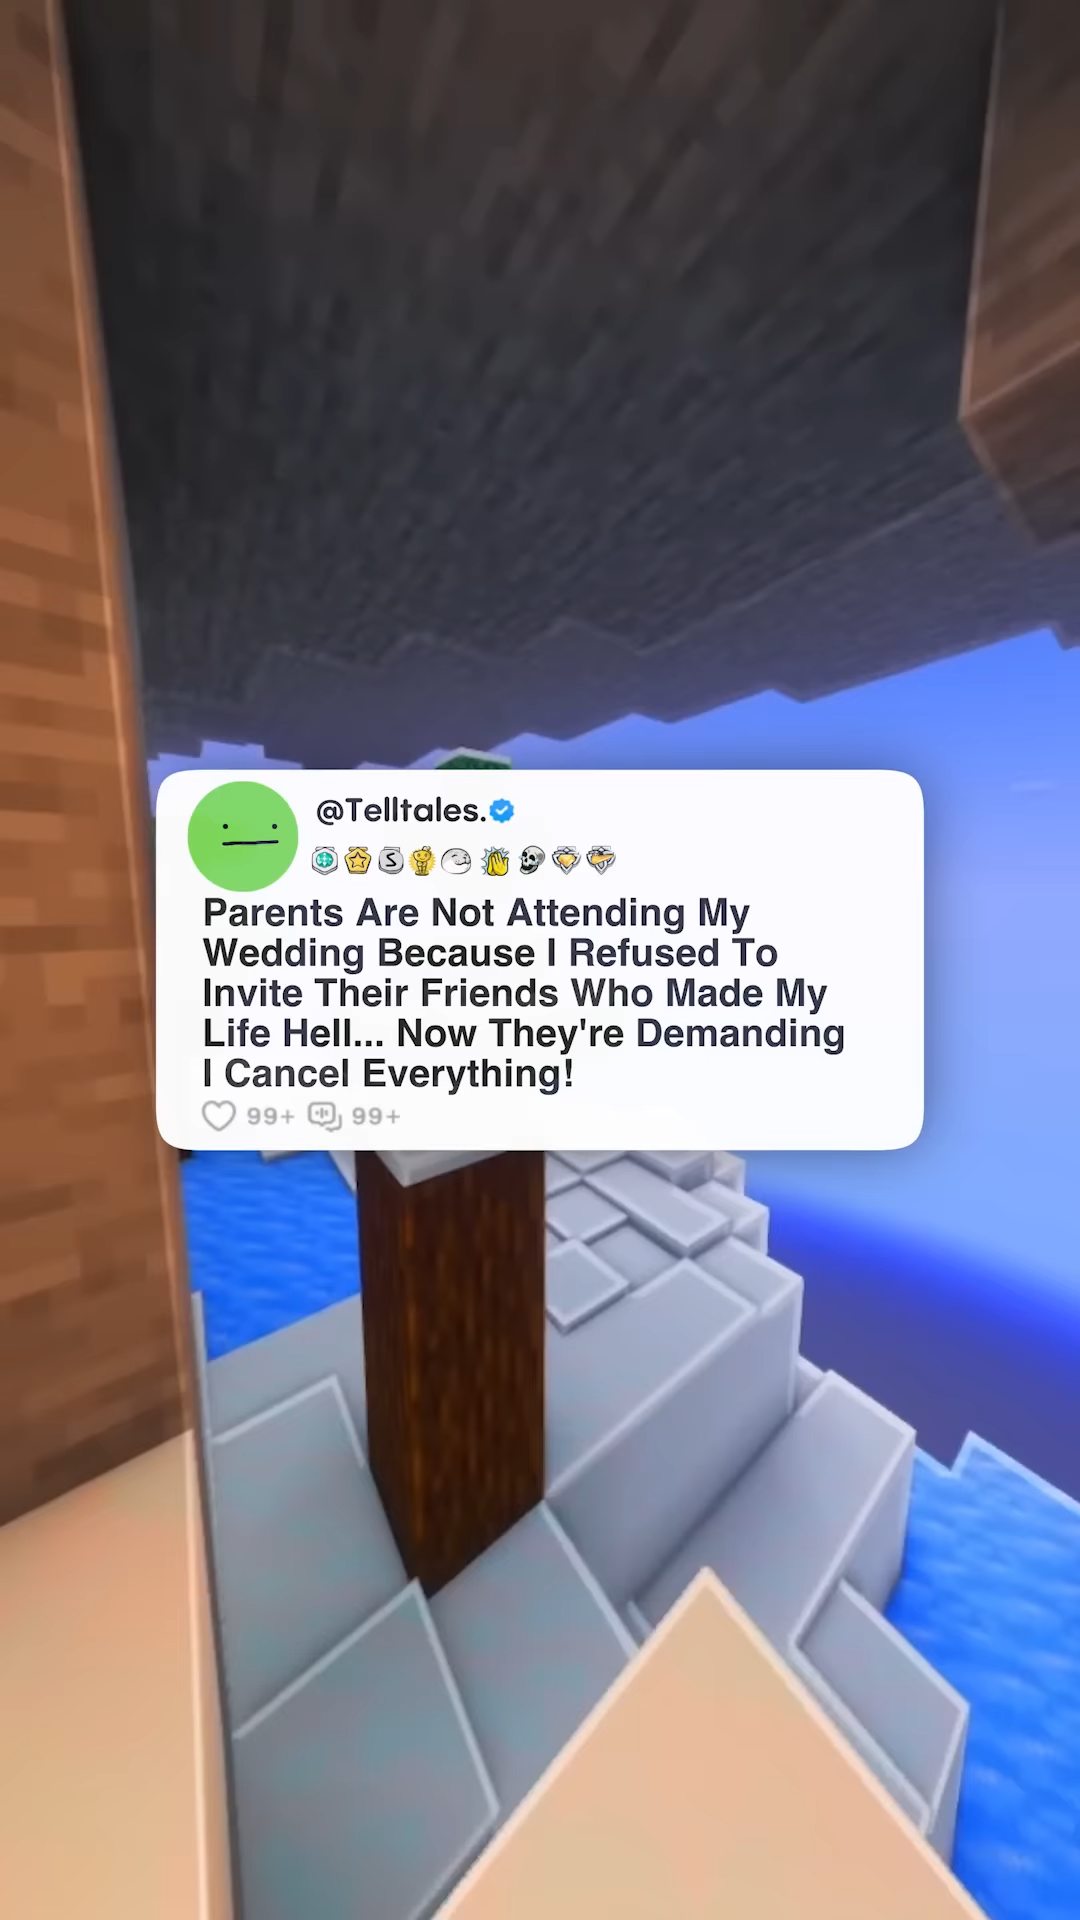 @Telltales.
Parents Are Not Attending My
Wedding Because I Refused To
Invite Their Friends Who Made My
Life Hell... Now They're Demanding
I Cancel Everything!
99+ 99+